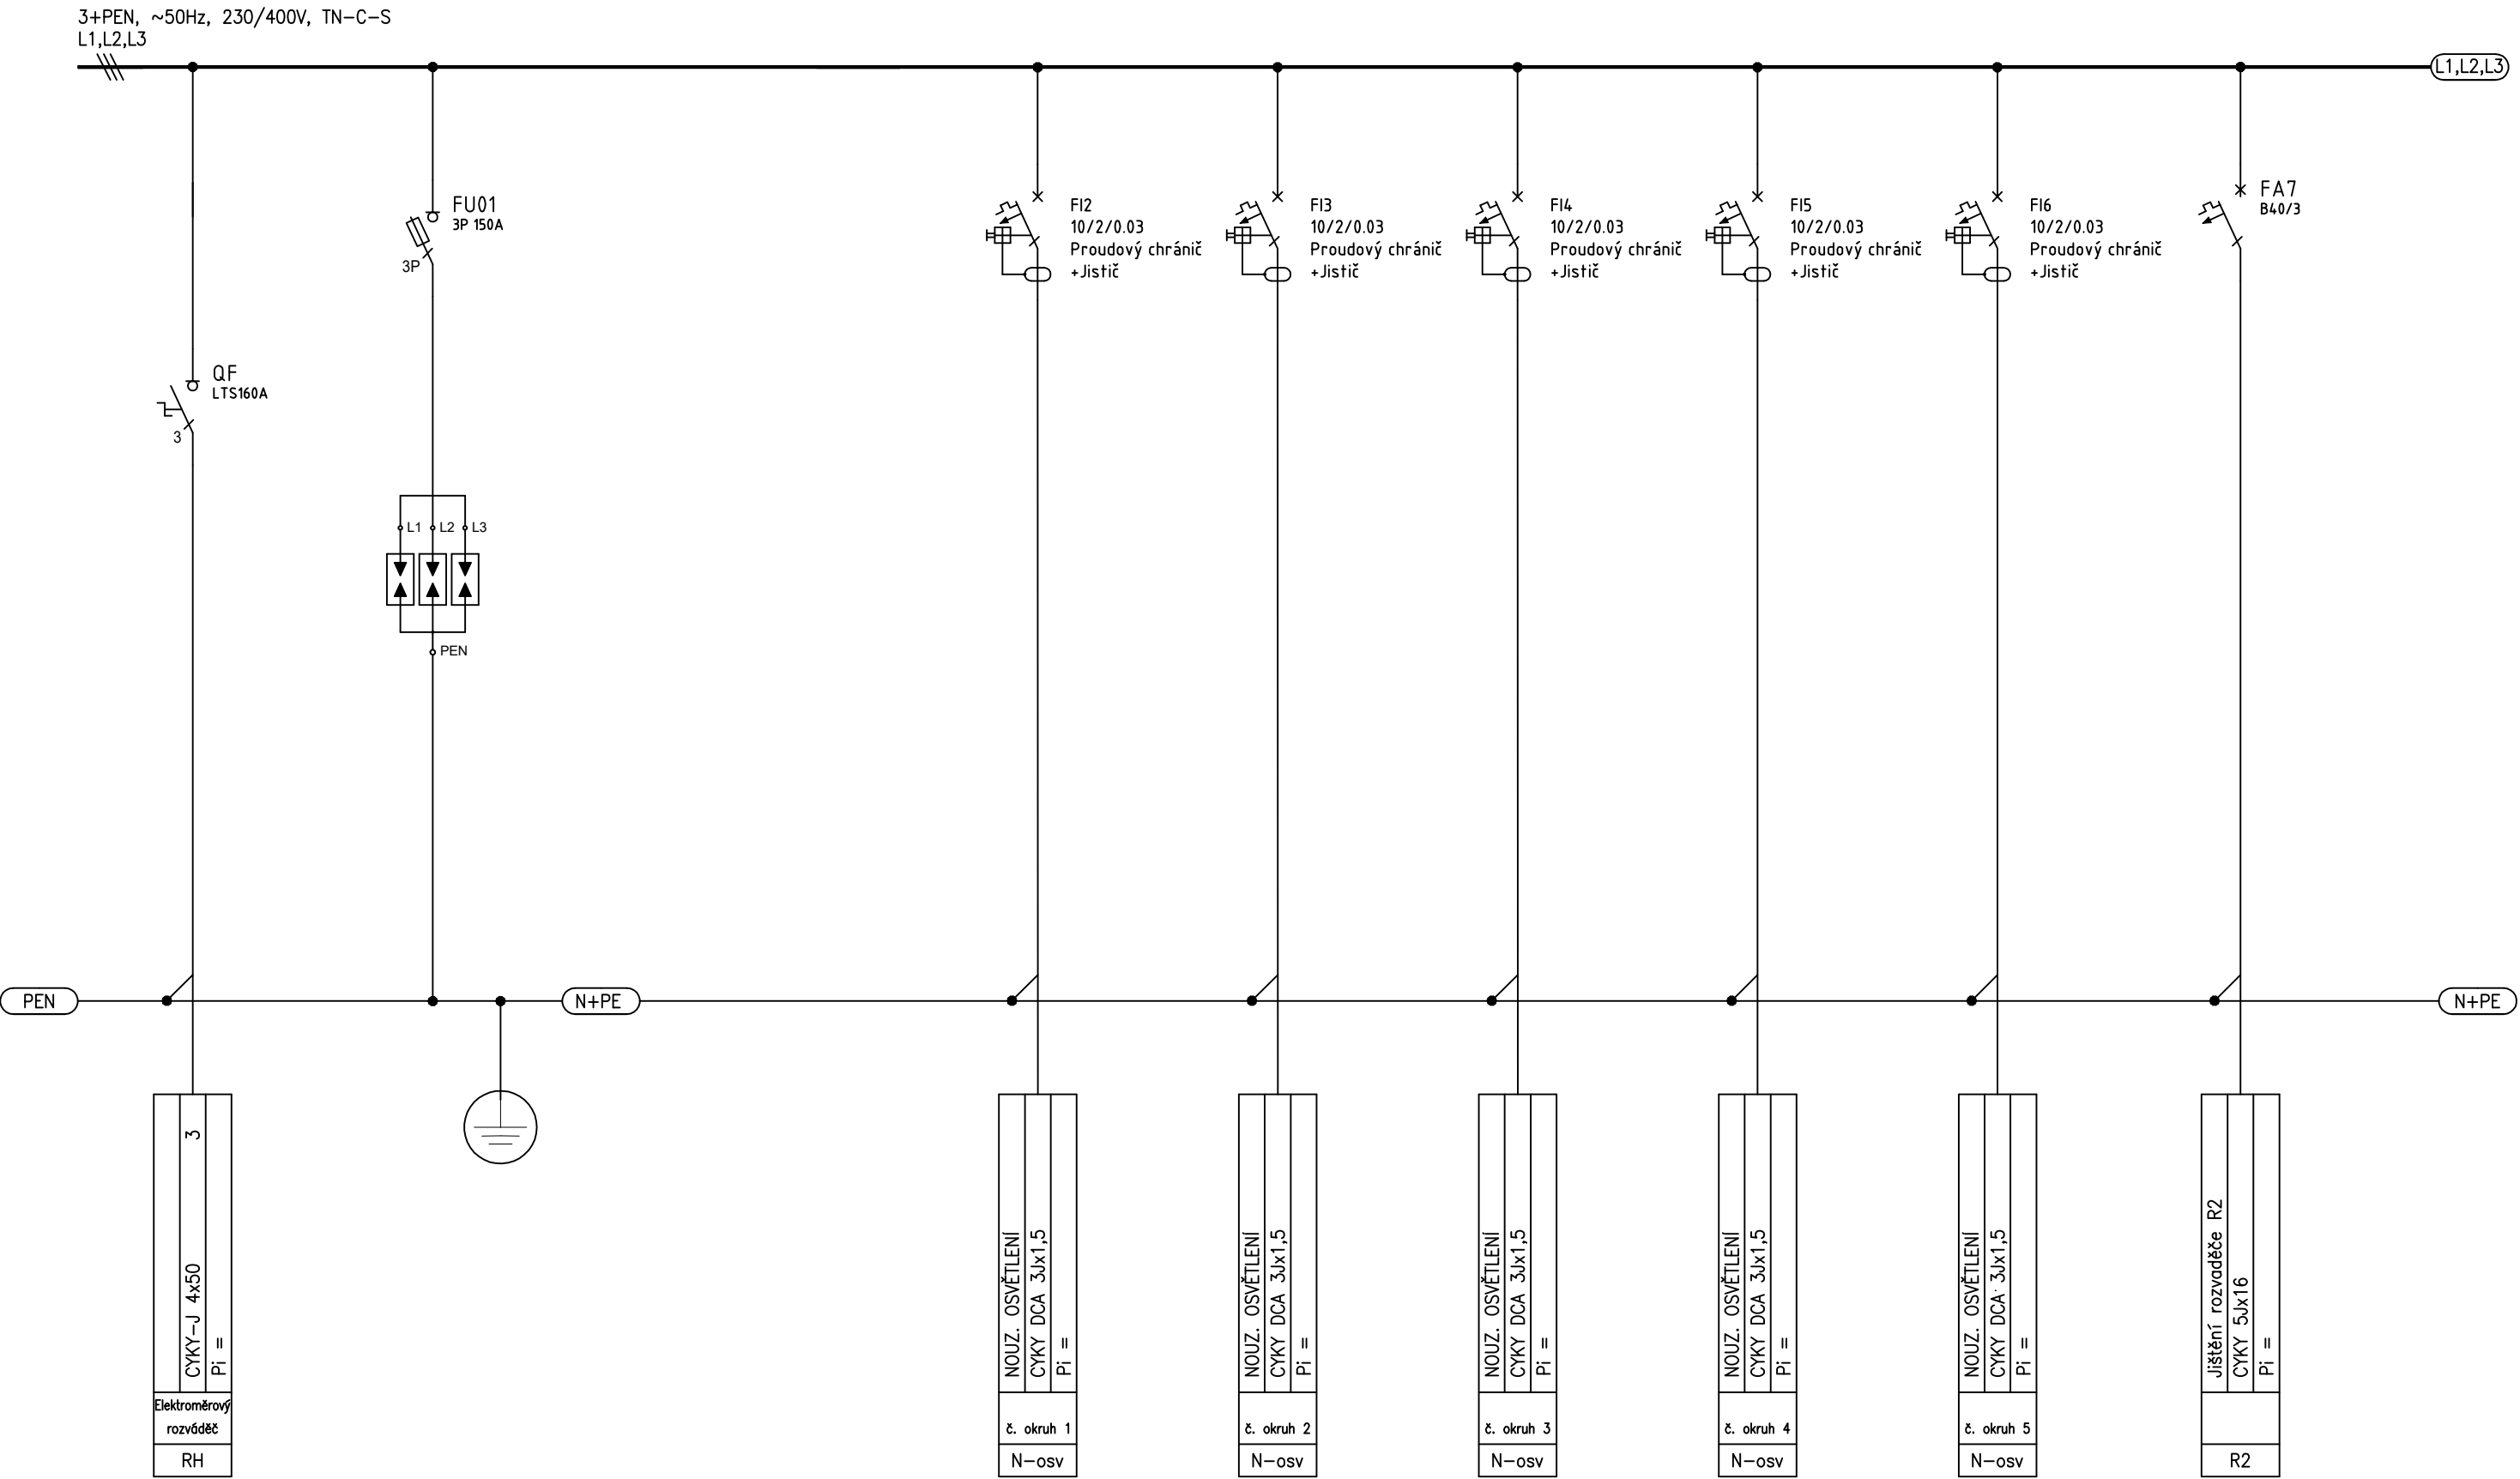 3+PEN, ~50Hz, 230/400V, TN-C-S
L1,L2,L3
L1,L2,L3
QF
LTS160A
3
FU01
3P 150A
3P
L1
L2
L3
PEN
FI2
10/2/0.03
Proudový chránič
+Jistič
FI3
10/2/0.03
Proudový chránič
+Jistič
FI4
10/2/0.03
Proudový chránič
+Jistič
FI5
10/2/0.03
Proudový chránič
+Jistič
FI6
10/2/0.03
Proudový chránič
+Jistič
FA7
B40/3
PEN
N+PE
N+PE
CYKY-J 4x50 3
Pi =
Elektroměrový
rozváděč
RH
NOUZ. OSVĚTLENÍ
CYKY DCA 3Jx1,5
Pi =
č. okruh 1
N-osv
NOUZ. OSVĚTLENÍ
CYKY DCA 3Jx1,5
Pi =
č. okruh 2
N-osv
NOUZ. OSVĚTLENÍ
CYKY DCA 3Jx1,5
Pi =
č. okruh 3
N-osv
NOUZ. OSVĚTLENÍ
CYKY DCA 3Jx1,5
Pi =
č. okruh 4
N-osv
NOUZ. OSVĚTLENÍ
CYKY DCA 3Jx1,5
Pi =
č. okruh 5
N-osv
Jištění rozvaděče R2
CYKY 5Jx16
Pi =
R2